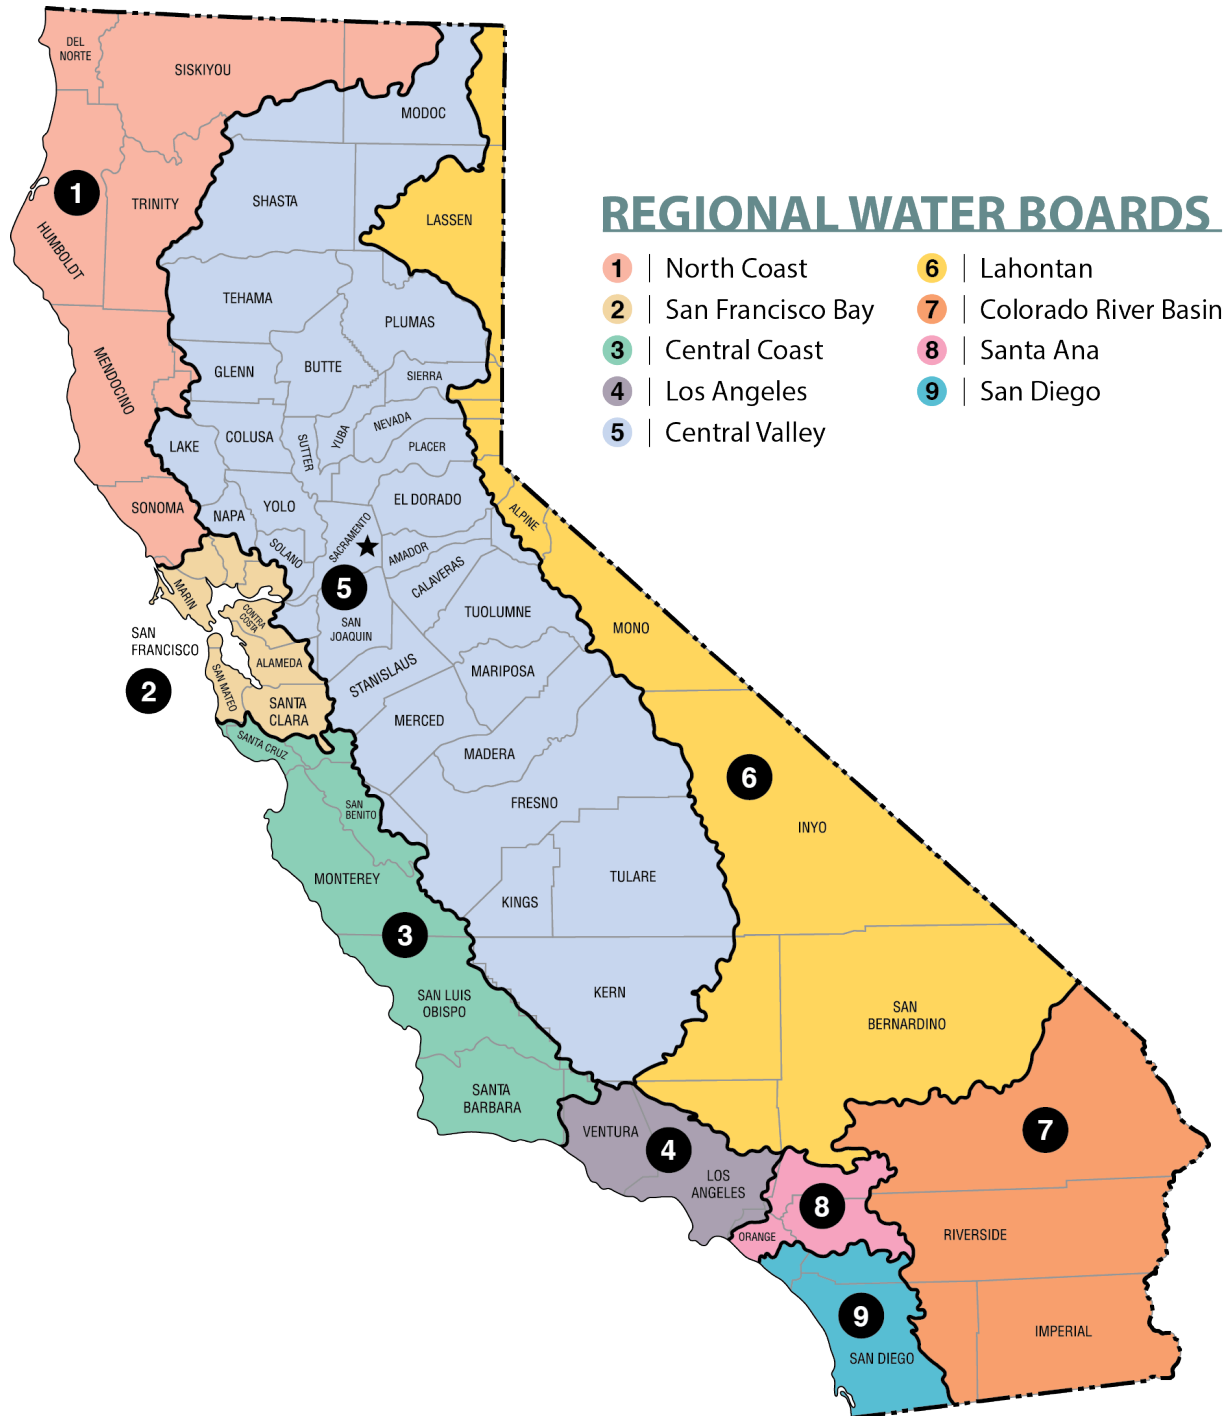 REGIONAL WATER BOARDS
1 | North Coast
2 | San Francisco Bay
3 | Central Coast
4 | Los Angeles
5 | Central Valley
6 | Lahontan
7 | Colorado River Basin
8 | Santa Ana
9 | San Diego
DEL
NORTE
SISKIYOU
MODOC
1
TRINITY
SHASTA
LASSEN
HUMBOLDT
TEHAMA
PLUMAS
MENDOCINO
GLENN
BUTTE
SIERRA
LAKE
COLUSA
SUTTER
YUBA
NEVADA
PLACER
SONOMA
NAPA
YOLO
EL DORADO
ALPINE
SOLANO
SACRAMENTO
AMADOR
CALAVERAS
5
MARIN
CONTRA
COSTA
SAN
JOAQUIN
TUOLUMNE
MONO
SAN
FRANCISCO
2
ALAMEDA
STANISLAUS
MARIPOSA
SAN MATEO
SANTA
CLARA
MERCED
SANTA CRUZ
MADERA
6
SAN
BENITO
FRESNO
INYO
MONTEREY
KINGS
TULARE
3
SAN LUIS
OBISPO
KERN
SAN
BERNARDINO
SANTA
BARBARA
VENTURA
4
LOS
ANGELES
7
8
ORANGE
RIVERSIDE
9
SAN DIEGO
IMPERIAL